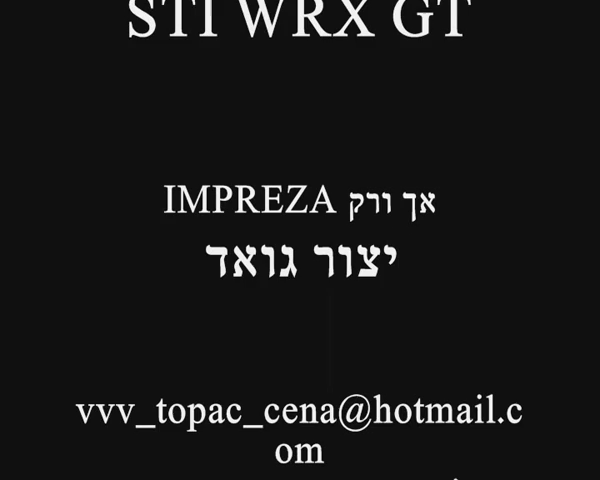 STI WRX GT
אך ורק IMPREZA
יצור גואד
vvv_topac_cena@hotmail.c
om